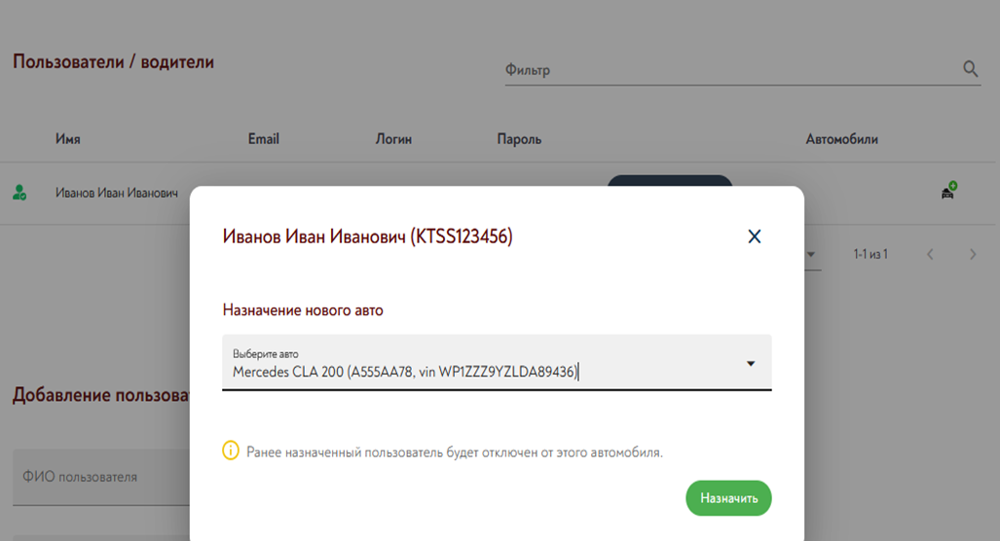 Пользователи / водители
Фильтр
Имя Email Логин Пароль Автомобили
Иванов Иван Иванович
1-1 из 1
Иванов Иван Иванович (KTSS123456)
Назначение нового авто
Выберите авто
Mercedes CLA 200 (A555AA78, vin WP1ZZZ9YZLDA89436)
Ранее назначенный пользователь будет отключен от этого автомобиля.
Назначить
Добавление пользоват
ФИО пользователя